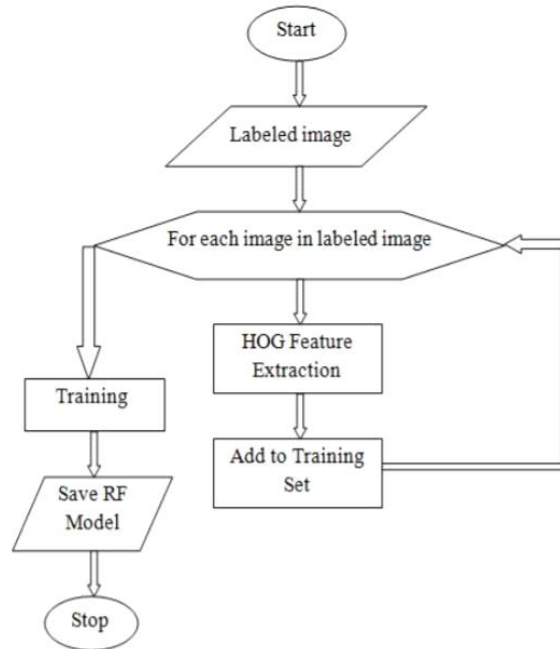 Start
Labeled image
For each image in labeled image
HOG Feature
Extraction
Training
Add to Training
Set
Save RF
Model
Stop